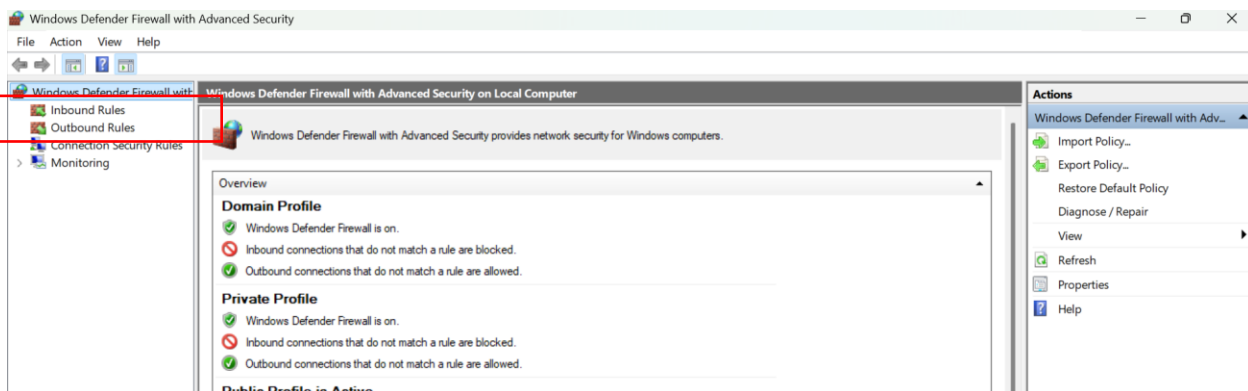 Windows Defender Firewall with Advanced Security
File Action View Help
Windows Defender Firewall with
Inbound Rules
Outbound Rules
Connection Security Rules
Monitoring
Windows Defender Firewall with Advanced Security on Local Computer
Windows Defender Firewall with Advanced Security provides network security for Windows computers.
Overview
Domain Profile
Windows Defender Firewall is on.
Inbound connections that do not match a rule are blocked.
Outbound connections that do not match a rule are allowed.
Private Profile
Windows Defender Firewall is on.
Inbound connections that do not match a rule are blocked.
Outbound connections that do not match a rule are allowed.
Public Profile is Active
Actions
Windows Defender Firewall with Adv...
Import Policy...
Export Policy...
Restore Default Policy
Diagnose / Repair
View
Refresh
Properties
Help